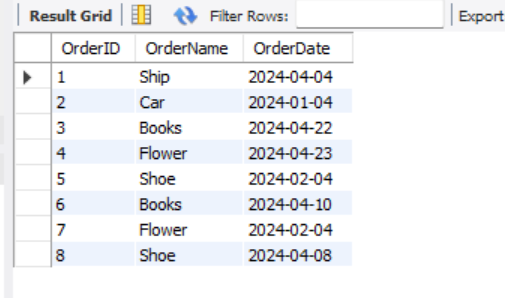 Result Grid Filter Rows: Export
OrderID OrderName OrderDate
1 Ship 2024-04-04
2 Car 2024-01-04
3 Books 2024-04-22
4 Flower 2024-04-23
5 Shoe 2024-02-04
6 Books 2024-04-10
7 Flower 2024-02-04
8 Shoe 2024-04-08